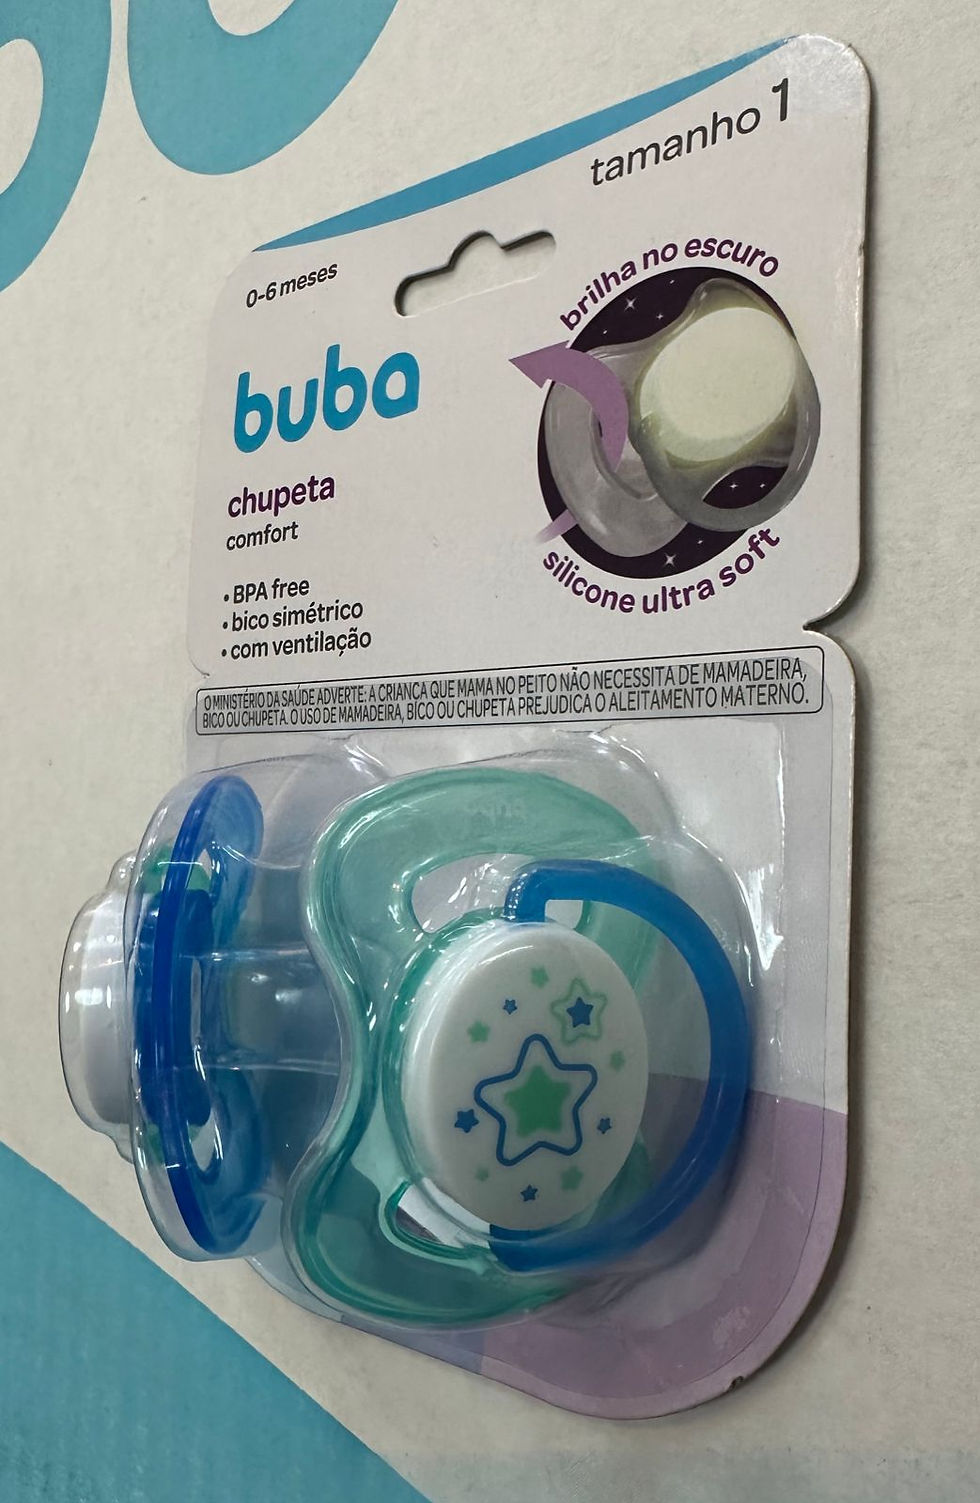 tamanho 1
0-6 meses
brilha no escuro
buba
chupeta
comfort
silicone ultra soft
• BPA free
• bico simétrico
• com ventilação
O MINISTÉRIO DA SAÚDE ADVERTE: A CRIANÇA QUE MAMA NO PEITO NÃO NECESSITA DE MAMADEIRA,
BICO OU CHUPETA. O USO DE MAMADEIRA, BICO OU CHUPETA PREJUDICA O ALEITAMENTO MATERNO.